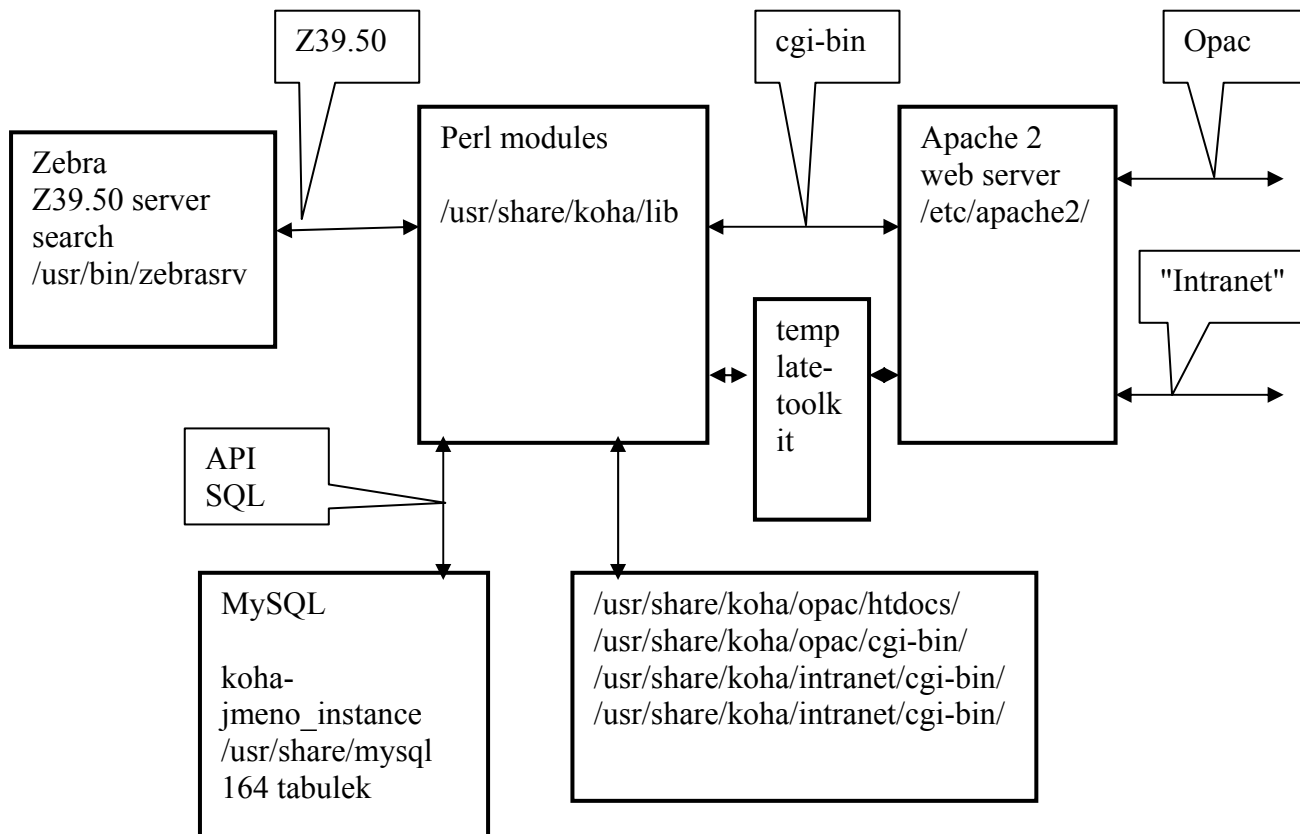 Z39.50
cgi-bin
Opac
Zebra
Z39.50 server
search
/usr/bin/zebrasrv
Perl modules
/usr/share/koha/lib
Apache 2
web server
/etc/apache2/
"Intranet"
temp
late-
toolk
it
API
SQL
MySQL
koha-
jmeno_instance
/usr/share/mysql
164 tabulek
/usr/share/koha/opac/htdocs/
/usr/share/koha/opac/cgi-bin/
/usr/share/koha/intranet/cgi-bin/
/usr/share/koha/intranet/cgi-bin/